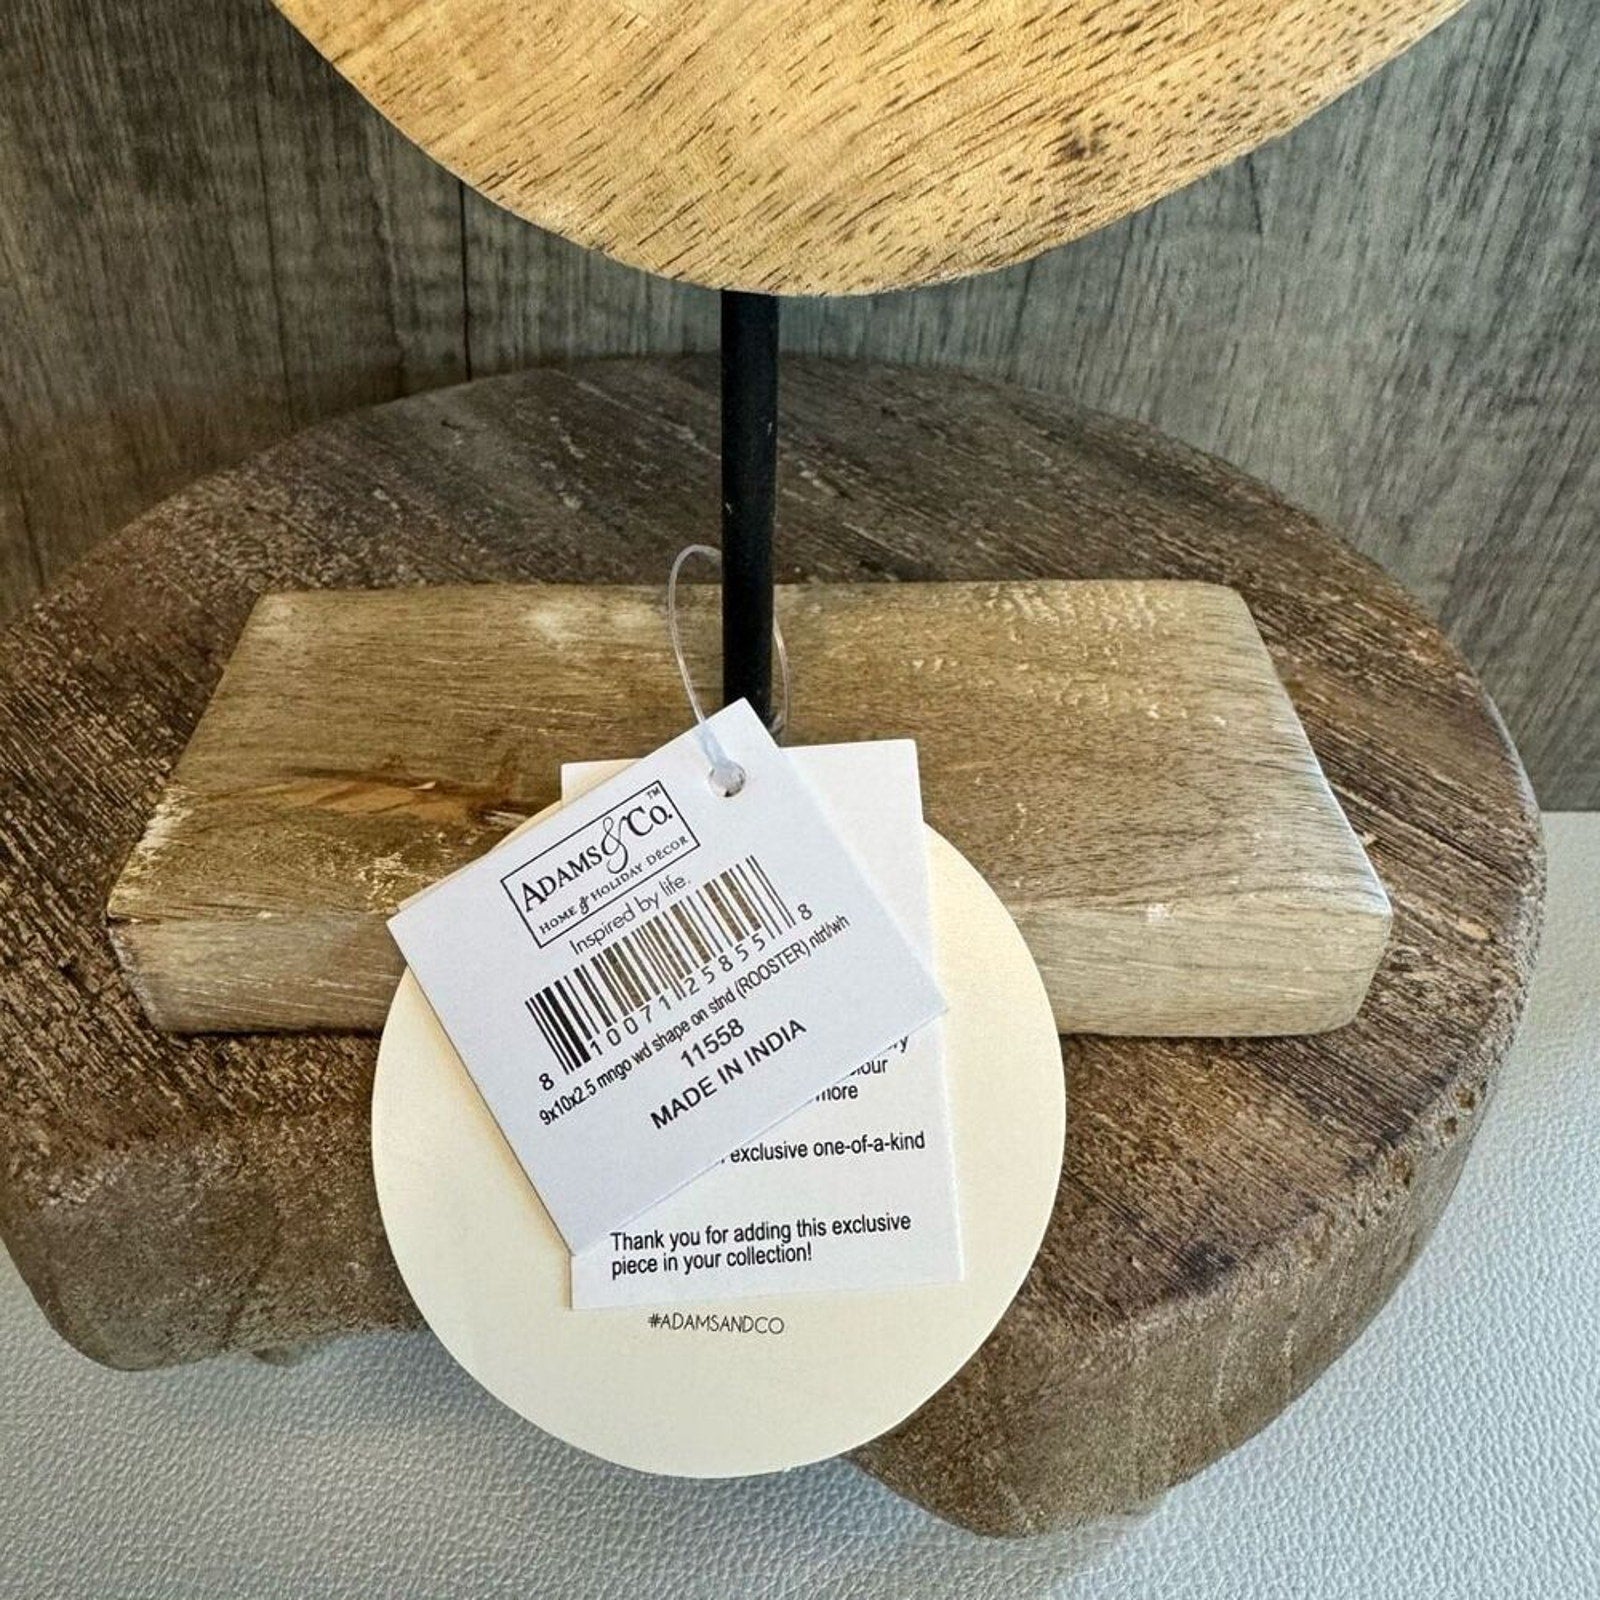 ADAMS & CO.™
HOME & HOLIDAY DÉCOR
Inspired by life.
8 10071 25855 8
9x10x2.5 mngo wd shape on stnd (ROOSTER) ntrl/wh
11558
MADE IN INDIA
more
exclusive one-of-a-kind
Thank you for adding this exclusive
piece in your collection!
#ADAMSANDCO